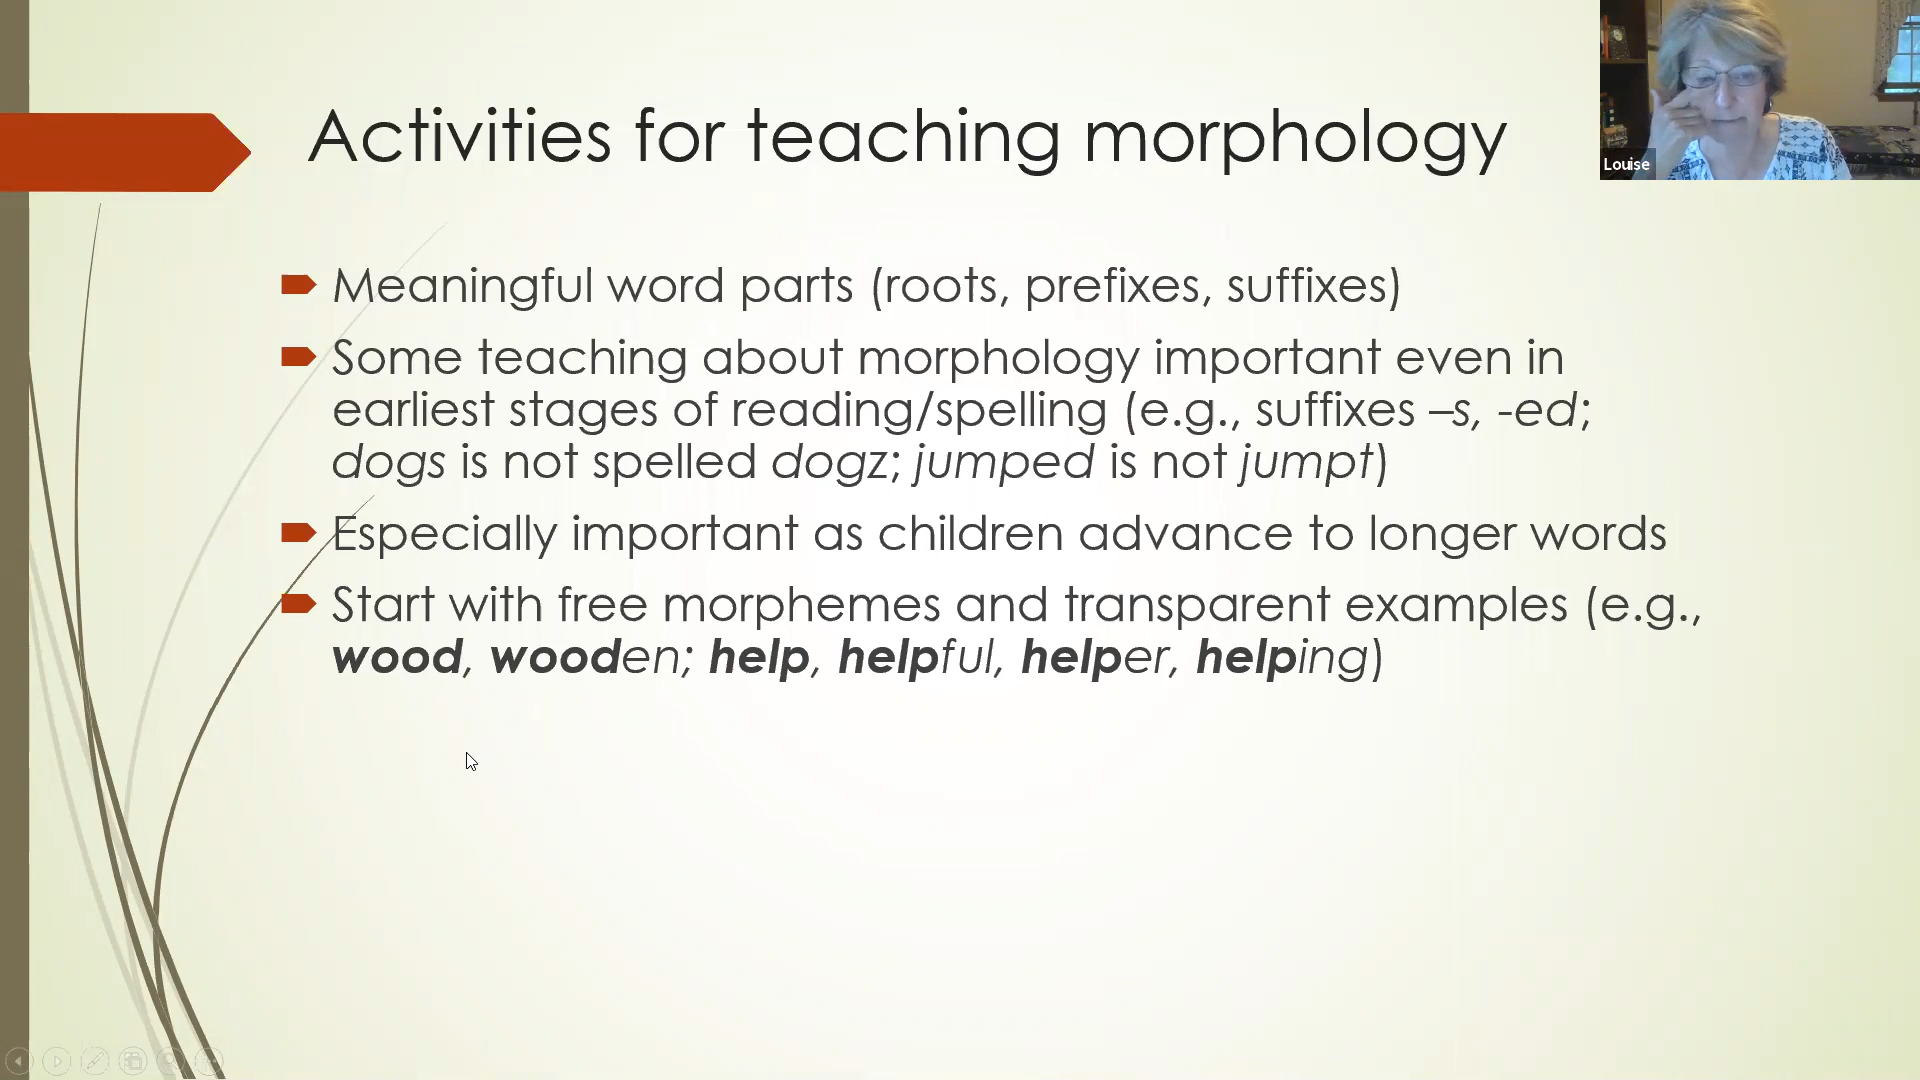 Activities for teaching morphology
Louise
Meaningful word parts (roots, prefixes, suffixes)
Some teaching about morphology important even in
earliest stages of reading/spelling (e.g., suffixes –s, -ed;
dogs is not spelled dogz; jumped is not jumpt)
Especially important as children advance to longer words
Start with free morphemes and transparent examples (e.g.,
wood, wooden; help, helpful, helper, helping)